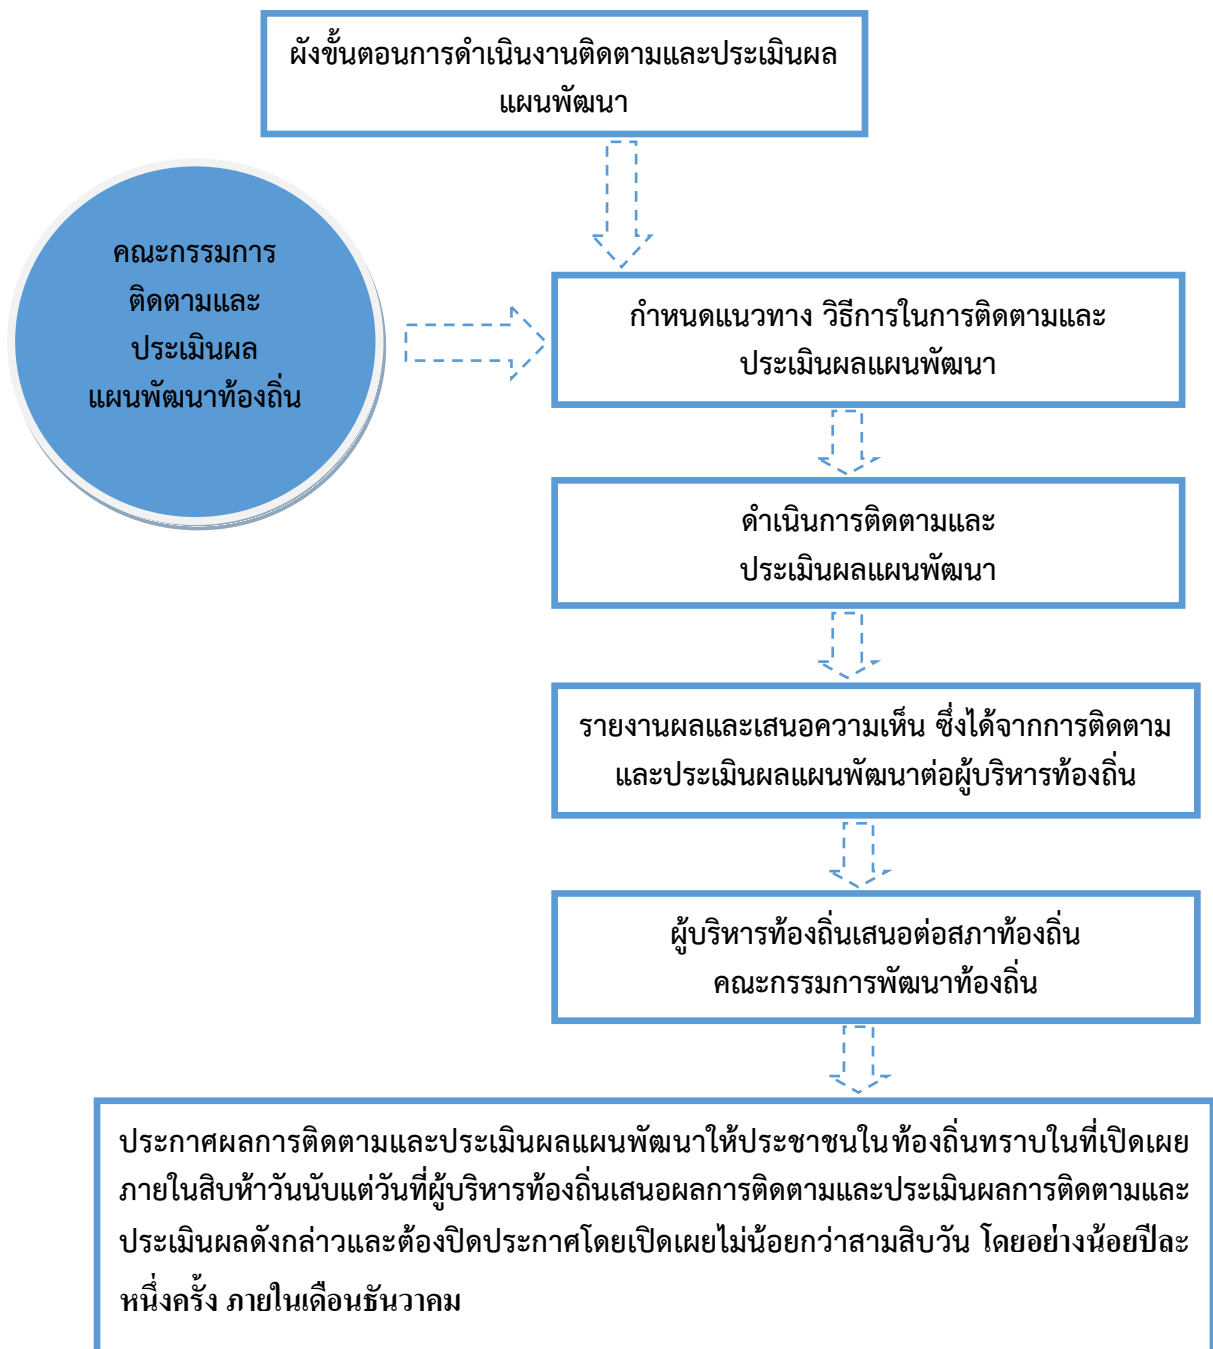 ผังขั้นตอนการดำเนินงานติดตามและประเมินผล
แผนพัฒนา
คณะกรรมการ
ติดตามและ
ประเมินผล
แผนพัฒนาท้องถิ่น
กำหนดแนวทาง วิธีการในการติดตามและ
ประเมินผลแผนพัฒนา
ดำเนินการติดตามและ
ประเมินผลแผนพัฒนา
รายงานผลและเสนอความเห็น ซึ่งได้จากการติดตาม
และประเมินผลแผนพัฒนาต่อผู้บริหารท้องถิ่น
ผู้บริหารท้องถิ่นเสนอต่อสภาท้องถิ่น
คณะกรรมการพัฒนาท้องถิ่น
ประกาศผลการติดตามและประเมินผลแผนพัฒนาให้ประชาชนในท้องถิ่นทราบในที่เปิดเผย
ภายในสิบห้าวันนับแต่วันที่ผู้บริหารท้องถิ่นเสนอผลการติดตามและประเมินผลการติดตามและ
ประเมินผลดังกล่าวและต้องปิดประกาศโดยเปิดเผยไม่น้อยกว่าสามสิบวัน โดยอย่างน้อยปีละ
หนึ่งครั้ง ภายในเดือนธันวาคม